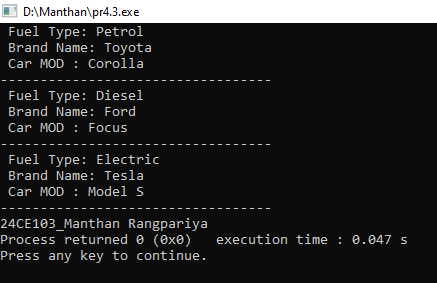 D:\Manthan\pr4.3.exe
Fuel Type: Petrol
Brand Name: Toyota
Car MOD : Corolla
----------------------------------
Fuel Type: Diesel
Brand Name: Ford
Car MOD : Focus
----------------------------------
Fuel Type: Electric
Brand Name: Tesla
Car MOD : Model S
----------------------------------
24CE103_Manthan Rangpariya
Process returned 0 (0x0)   execution time : 0.047 s
Press any key to continue.